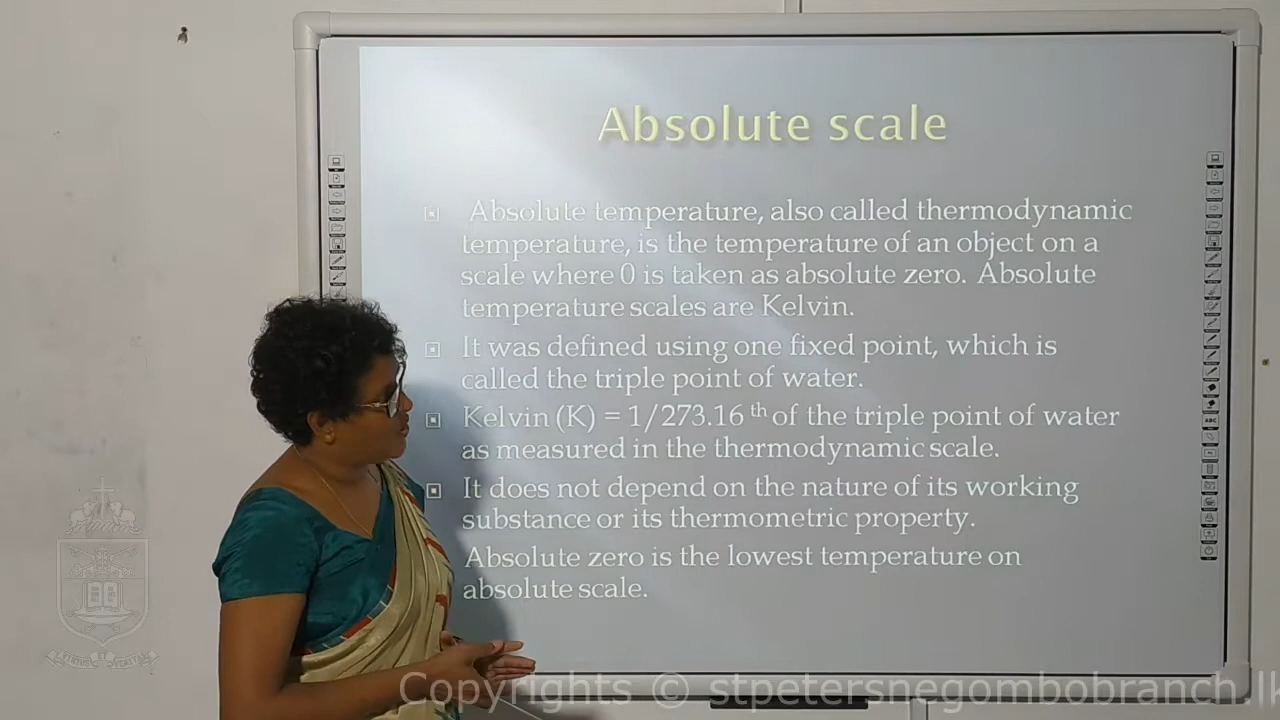 Absolute scale
Absolute temperature, also called thermodynamic
temperature, is the temperature of an object on a
scale where 0 is taken as absolute zero. Absolute
temperature scales are Kelvin.
It was defined using one fixed point, which is
called the triple point of water.
Kelvin (K) = 1/273.16 th of the triple point of water
as measured in the thermodynamic scale.
It does not depend on the nature of its working
substance or its thermometric property.
Absolute zero is the lowest temperature on
absolute scale.
Copyrights © stpetersnegombobranch.lk